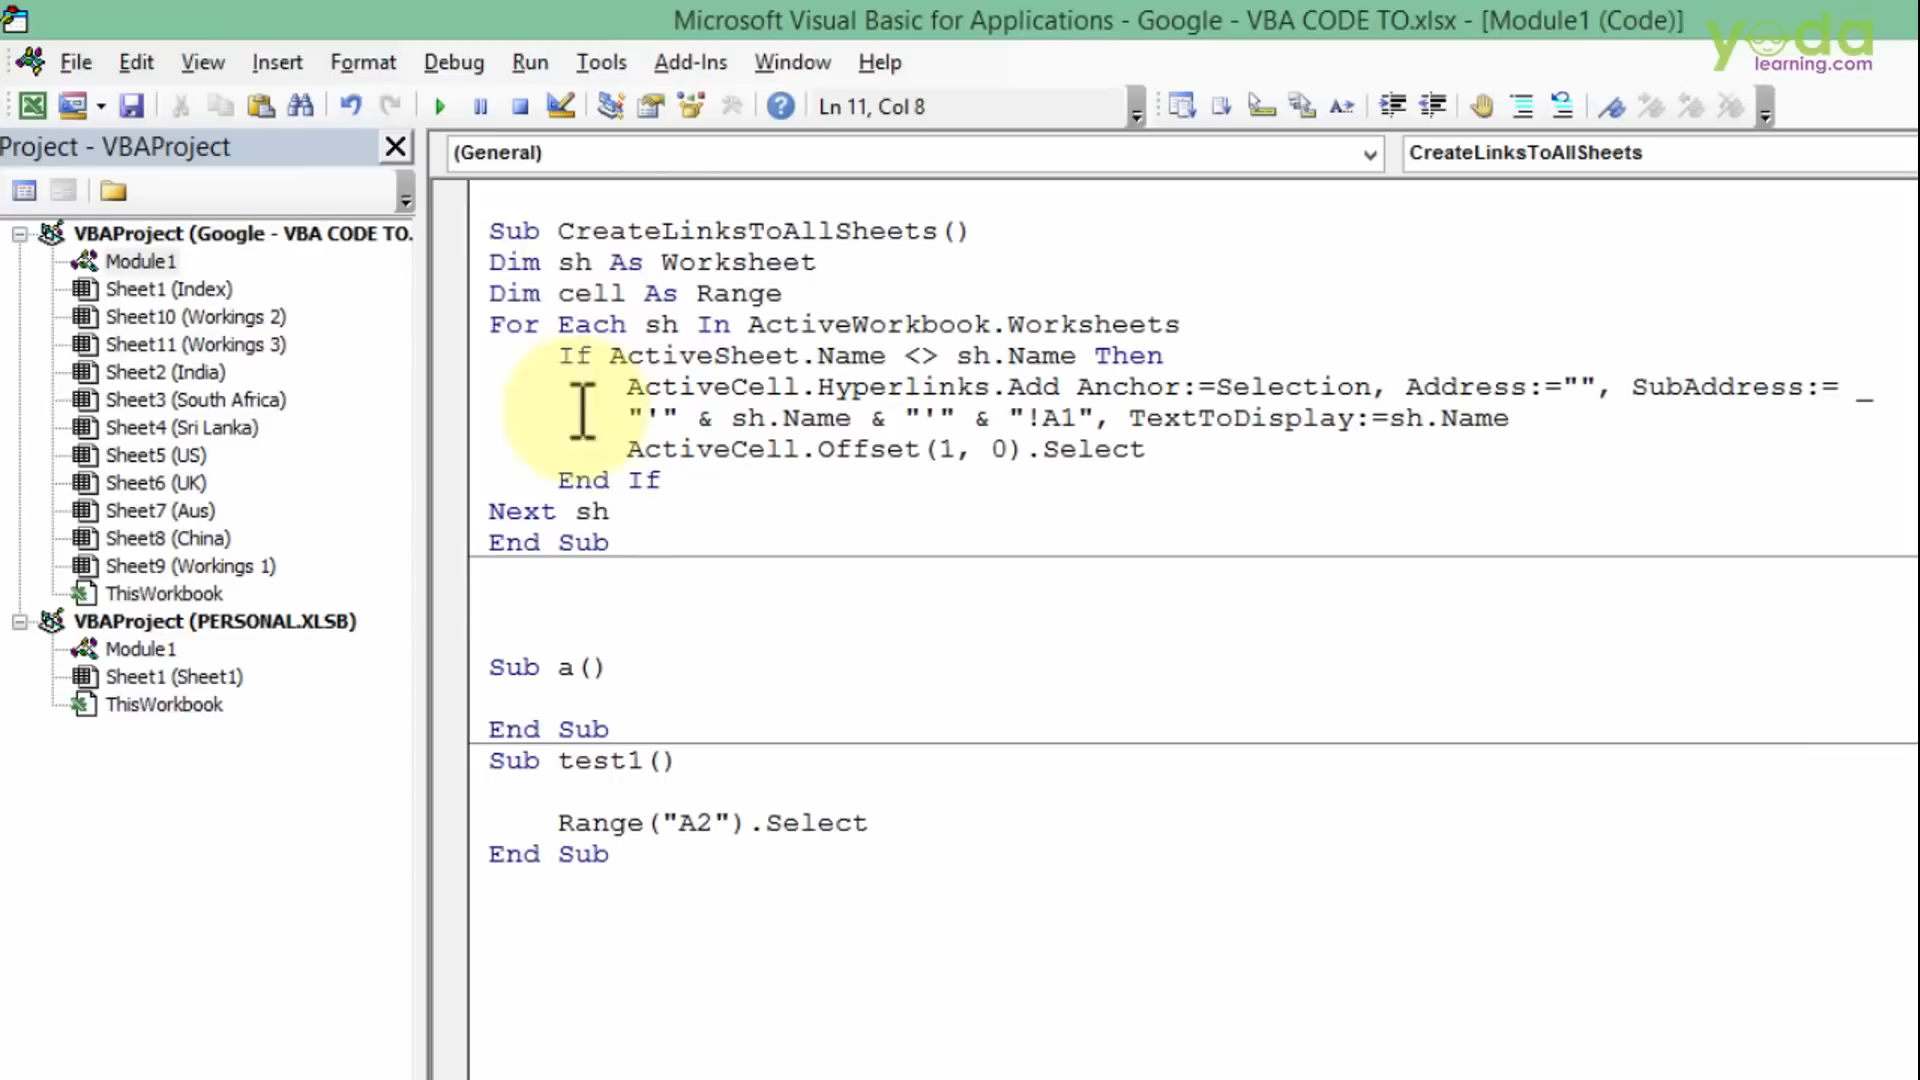 Microsoft Visual Basic for Applications - Google - VBA CODE TO.xlsx - [Module1 (Code)]
yoda
learning.com
File Edit View Insert Format Debug Run Tools Add-Ins Window Help
Ln 11, Col 8
Project - VBAProject
(General)
CreateLinksToAllSheets
VBAProject (Google - VBA CODE TO.
Module1
Sheet1 (Index)
Sheet10 (Workings 2)
Sheet11 (Workings 3)
Sheet2 (India)
Sheet3 (South Africa)
Sheet4 (Sri Lanka)
Sheet5 (US)
Sheet6 (UK)
Sheet7 (Aus)
Sheet8 (China)
Sheet9 (Workings 1)
ThisWorkbook
VBAProject (PERSONAL.XLSB)
Module1
Sheet1 (Sheet1)
ThisWorkbook
Sub CreateLinksToAllSheets()
Dim sh As Worksheet
Dim cell As Range
For Each sh In ActiveWorkbook.Worksheets
If ActiveSheet.Name <> sh.Name Then
ActiveCell.Hyperlinks.Add Anchor:=Selection, Address:="", SubAddress:= _
"'" & sh.Name & "'" & "!A1", TextToDisplay:=sh.Name
ActiveCell.Offset(1, 0).Select
End If
Next sh
End Sub
Sub a()
End Sub
Sub test1()
Range("A2").Select
End Sub